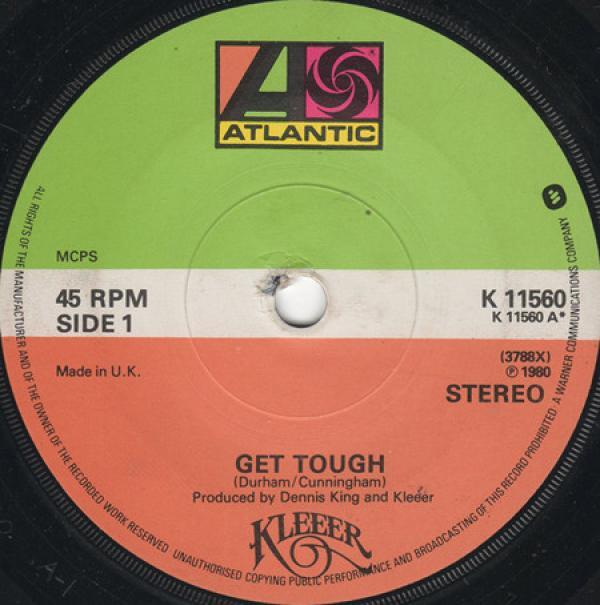 ATLANTIC
MCPS
45 RPM
SIDE 1
K 11560
K 11560 A*
Made in U.K.
(3788X)
℗ 1980
STEREO
GET TOUGH
(Durham/Cunningham)
Produced by Dennis King and Kleeer
KLEEER
ALL RIGHTS OF THE MANUFACTURER AND OF THE OWNER OF THE RECORDED WORK RESERVED UNAUTHORISED COPYING PUBLIC PERFORMANCE AND BROADCASTING OF THIS RECORD PROHIBITED A WARNER COMMUNICATIONS COMPANY
A-1